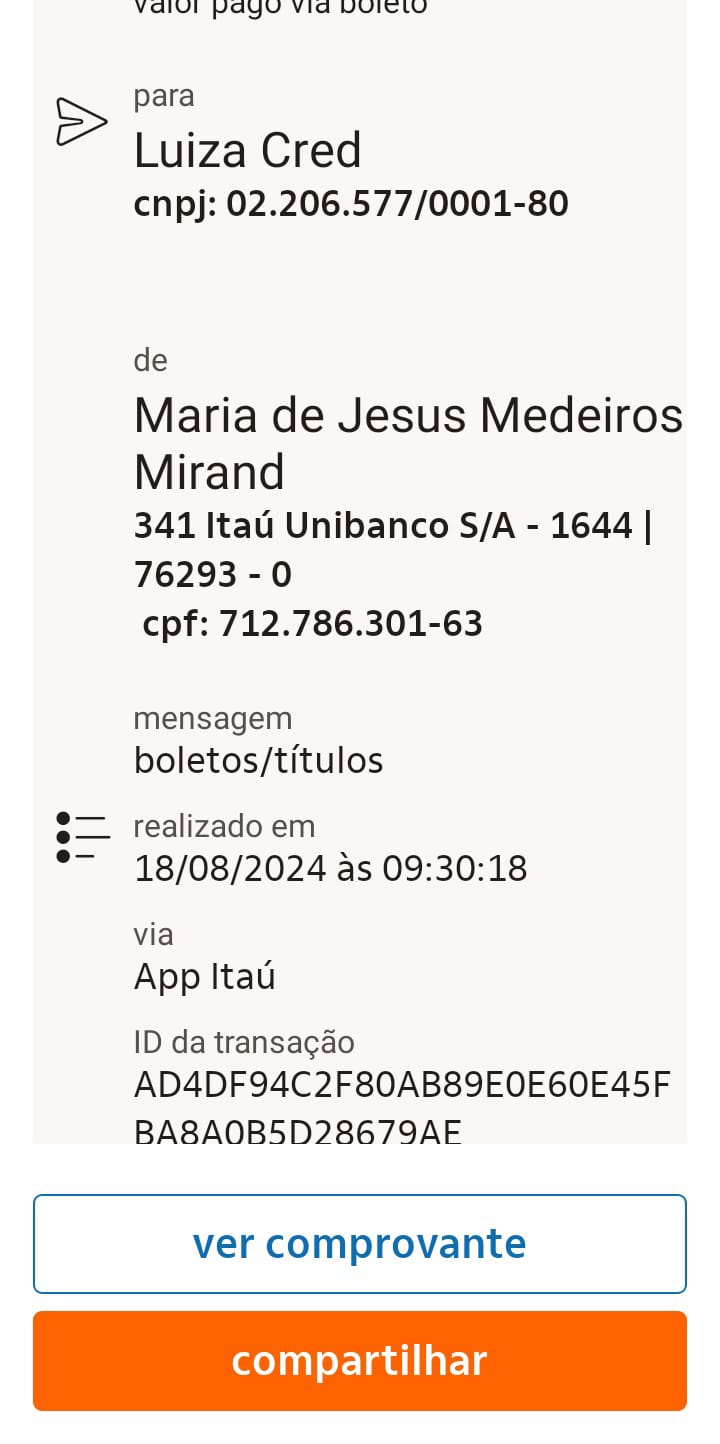 valor pago via boleto
para
Luiza Cred
cnpj: 02.206.577/0001-80
de
Maria de Jesus Medeiros
Mirand
341 Itaú Unibanco S/A - 1644 |
76293 - 0
cpf: 712.786.301-63
mensagem
boletos/títulos
realizado em
18/08/2024 às 09:30:18
via
App Itaú
ID da transação
AD4DF94C2F80AB89E0E60E45F
BA8A0B5D28679AE
ver comprovante
compartilhar